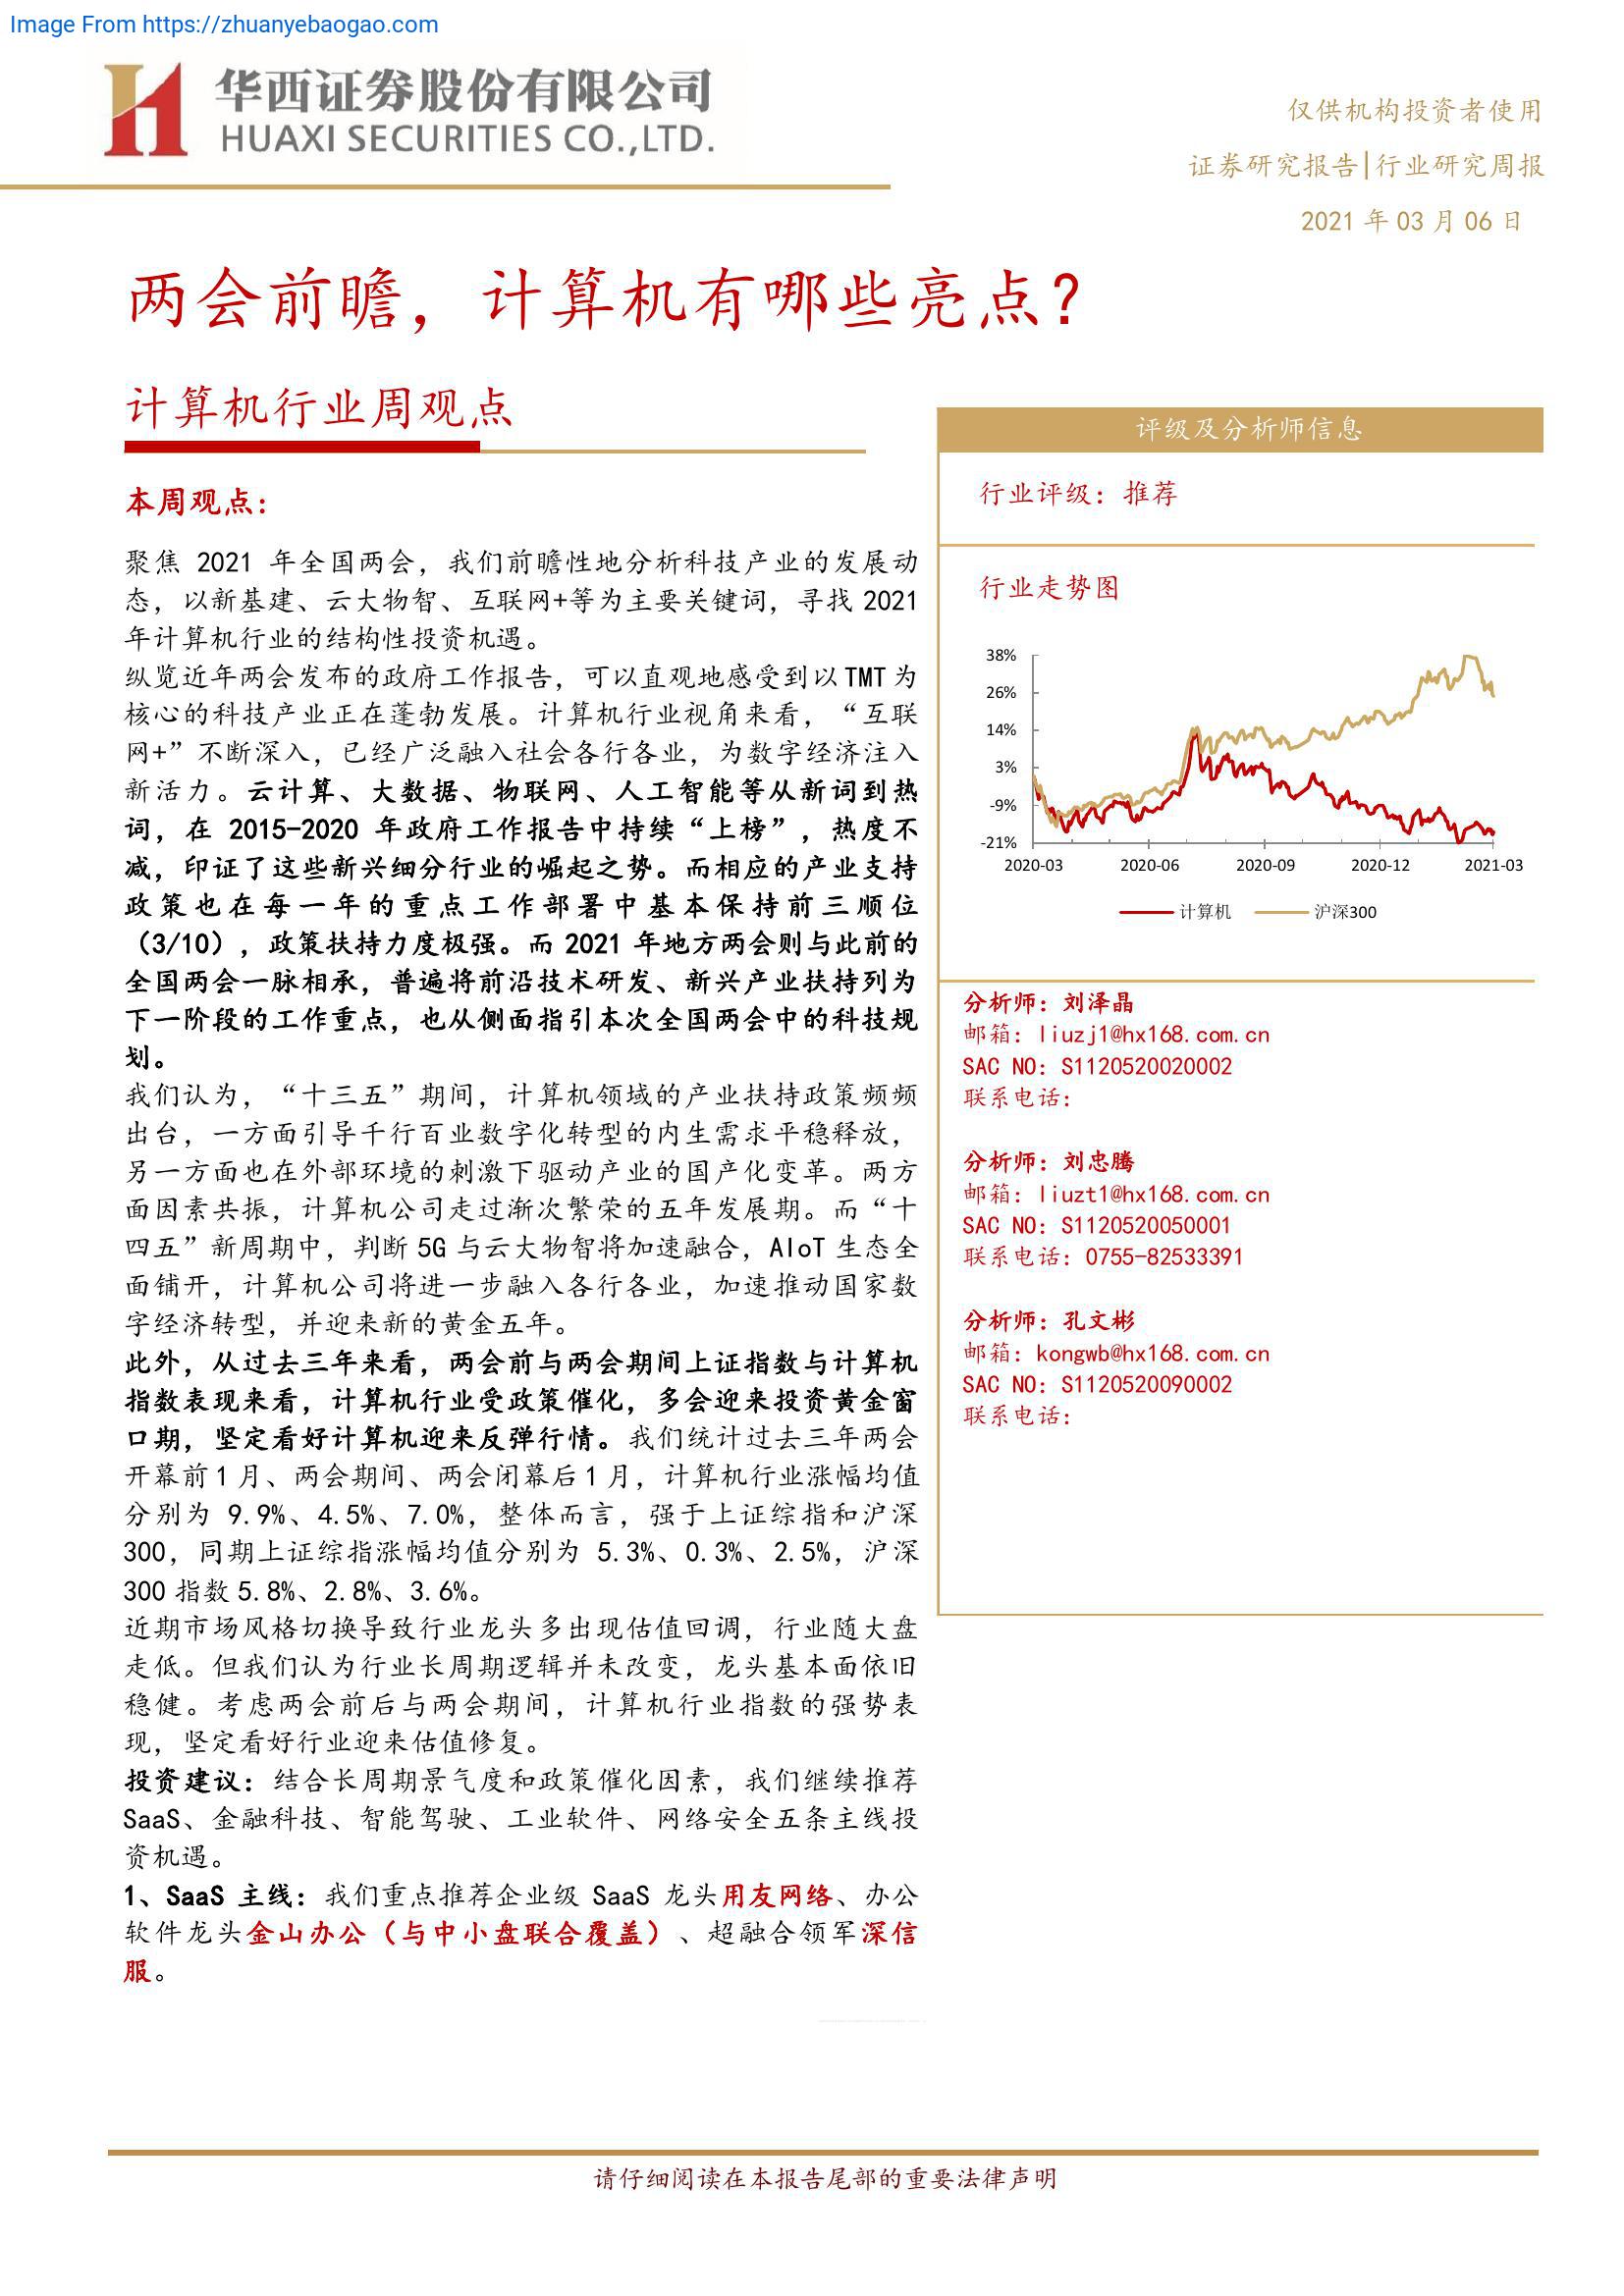 Image From https://zhuanyebaogao.com
华西证券股份有限公司
HUAXI SECURITIES CO.,LTD.
仅供机构投资者使用
证券研究报告|行业研究周报
2021 年 03 月 06 日
两会前瞻，计算机有哪些亮点？
计算机行业周观点
本周观点：
聚焦 2021 年全国两会，我们前瞻性地分析科技产业的发展动
态，以新基建、云大物智、互联网+等为主要关键词，寻找 2021
年计算机行业的结构性投资机遇。
纵览近年两会发布的政府工作报告，可以直观地感受到以 TMT 为
核心的科技产业正在蓬勃发展。计算机行业视角来看，“互联
网+”不断深入，已经广泛融入社会各行各业，为数字经济注入
新活力。云计算、大数据、物联网、人工智能等从新词到热
词，在 2015-2020 年政府工作报告中持续“上榜”，热度不
减，印证了这些新兴细分行业的崛起之势。而相应的产业支持
政策也在每一年的重点工作部署中基本保持前三顺位
（3/10），政策扶持力度极强。而 2021 年地方两会则与此前的
全国两会一脉相承，普遍将前沿技术研发、新兴产业扶持列为
下一阶段的工作重点，也从侧面指引本次全国两会中的科技规
划。
我们认为，“十三五”期间，计算机领域的产业扶持政策频频
出台，一方面引导千行百业数字化转型的内生需求平稳释放，
另一方面也在外部环境的刺激下驱动产业的国产化变革。两方
面因素共振，计算机公司走过渐次繁荣的五年发展期。而“十
四五”新周期中，判断 5G 与云大物智将加速融合，AIoT 生态全
面铺开，计算机公司将进一步融入各行各业，加速推动国家数
字经济转型，并迎来新的黄金五年。
此外，从过去三年来看，两会前与两会期间上证指数与计算机
指数表现来看，计算机行业受政策催化，多会迎来投资黄金窗
口期，坚定看好计算机迎来反弹行情。我们统计过去三年两会
开幕前 1 月、两会期间、两会闭幕后 1 月，计算机行业涨幅均值
分别为 9.9%、4.5%、7.0%，整体而言，强于上证综指和沪深
300，同期上证综指涨幅均值分别为 5.3%、0.3%、2.5%，沪深
300 指数 5.8%、2.8%、3.6%。
近期市场风格切换导致行业龙头多出现估值回调，行业随大盘
走低。但我们认为行业长周期逻辑并未改变，龙头基本面依旧
稳健。考虑两会前后与两会期间，计算机行业指数的强势表
现，坚定看好行业迎来估值修复。
投资建议：结合长周期景气度和政策催化因素，我们继续推荐
SaaS、金融科技、智能驾驶、工业软件、网络安全五条主线投
资机遇。
1、SaaS 主线：我们重点推荐企业级 SaaS 龙头用友网络、办公
软件龙头金山办公（与中小盘联合覆盖）、超融合领军深信
服。
评级及分析师信息
行业评级：推荐
行业走势图
38%
26%
14%
3%
-9%
-21%
2020-03 2020-06 2020-09 2020-12 2021-03
计算机 沪深300
分析师：刘泽晶
邮箱：liuzj1@hx168.com.cn
SAC NO：S1120520020002
联系电话：
分析师：刘忠腾
邮箱：liuzt1@hx168.com.cn
SAC NO：S1120520050001
联系电话：0755-82533391
分析师：孔文彬
邮箱：kongwb@hx168.com.cn
SAC NO：S1120520090002
联系电话：
请仔细阅读在本报告尾部的重要法律声明